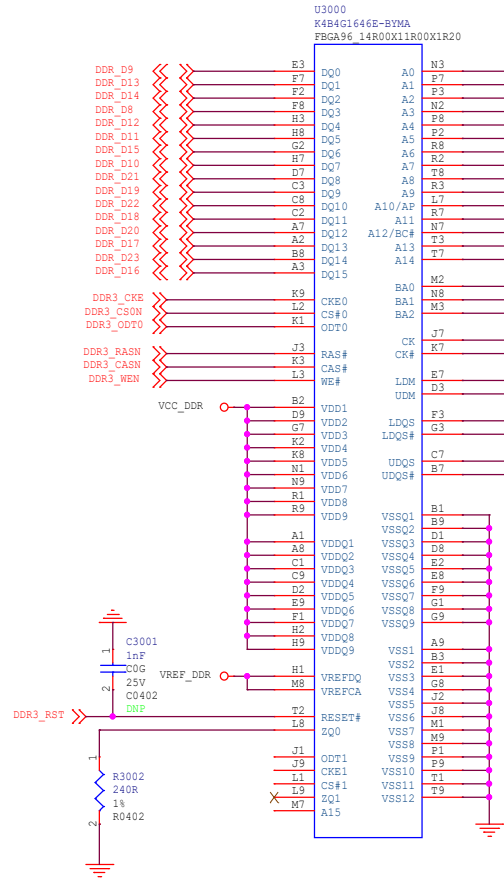 U3000
K4B4G1646E-BYMA
FBGA96_14R00X11R00X1R20
DDR_D9 E3 DQ0 A0 N3
DDR_D13 F7 DQ1 A1 P7
DDR_D14 F2 DQ2 A2 P3
DDR_D8 F8 DQ3 A3 N2
DDR_D12 H3 DQ4 A4 P8
DDR_D11 H8 DQ5 A5 P2
DDR_D15 G2 DQ6 A6 R8
DDR_D10 H7 DQ7 A7 R2
DDR_D21 D7 DQ8 A8 T8
DDR_D19 C3 DQ9 A9 R3
DDR_D22 C8 DQ10 A10/AP L7
DDR_D18 C2 DQ11 A11 R7
DDR_D20 A7 DQ12 A12/BC# N7
DDR_D17 A2 DQ13 A13 T3
DDR_D23 B8 DQ14 A14 T7
DDR_D16 A3 DQ15
BA0 M2
DDR3_CKE K9 CKE0 BA1 N8
DDR3_CS0N L2 CS#0 BA2 M3
DDR3_ODT0 K1 ODT0
CK J7
DDR3_RASN J3 RAS# CK# K7
DDR3_CASN K3 CAS#
DDR3_WEN L3 WE# LDM E7
UDM D3
VCC_DDR B2 VDD1
D9 VDD2 LDQS F3
G7 VDD3 LDQS# G3
K2 VDD4
K8 VDD5 UDQS C7
N1 VDD6 UDQS# B7
N9 VDD7
R1 VDD8
R9 VDD9 VSSQ1 B1
VSSQ2 B9
A1 VDDQ1 VSSQ3 D1
A8 VDDQ2 VSSQ4 D8
C1 VDDQ3 VSSQ5 E2
C9 VDDQ4 VSSQ6 E8
D2 VDDQ5 VSSQ7 F9
E9 VDDQ6 VSSQ8 G1
F1 VDDQ7 VSSQ9 G9
H2 VDDQ8
H9 VDDQ9 VSS1 A9
VSS2 B3
VREF_DDR H1 VREFDQ VSS3 E1
M8 VREFCA VSS4 G8
VSS5 J2
DDR3_RST T2 RESET# VSS6 J8
L8 ZQ0 VSS7 M1
VSS8 M9
J1 ODT1 VSS9 P1
J9 CKE1 VSS10 P9
L1 CS#1 VSS11 T1
L9 ZQ1 VSS12 T9
M7 A15
1
C3001
1nF
C0G
25V
2
C0402
DNP
1
R3002
240R
1%
2
R0402